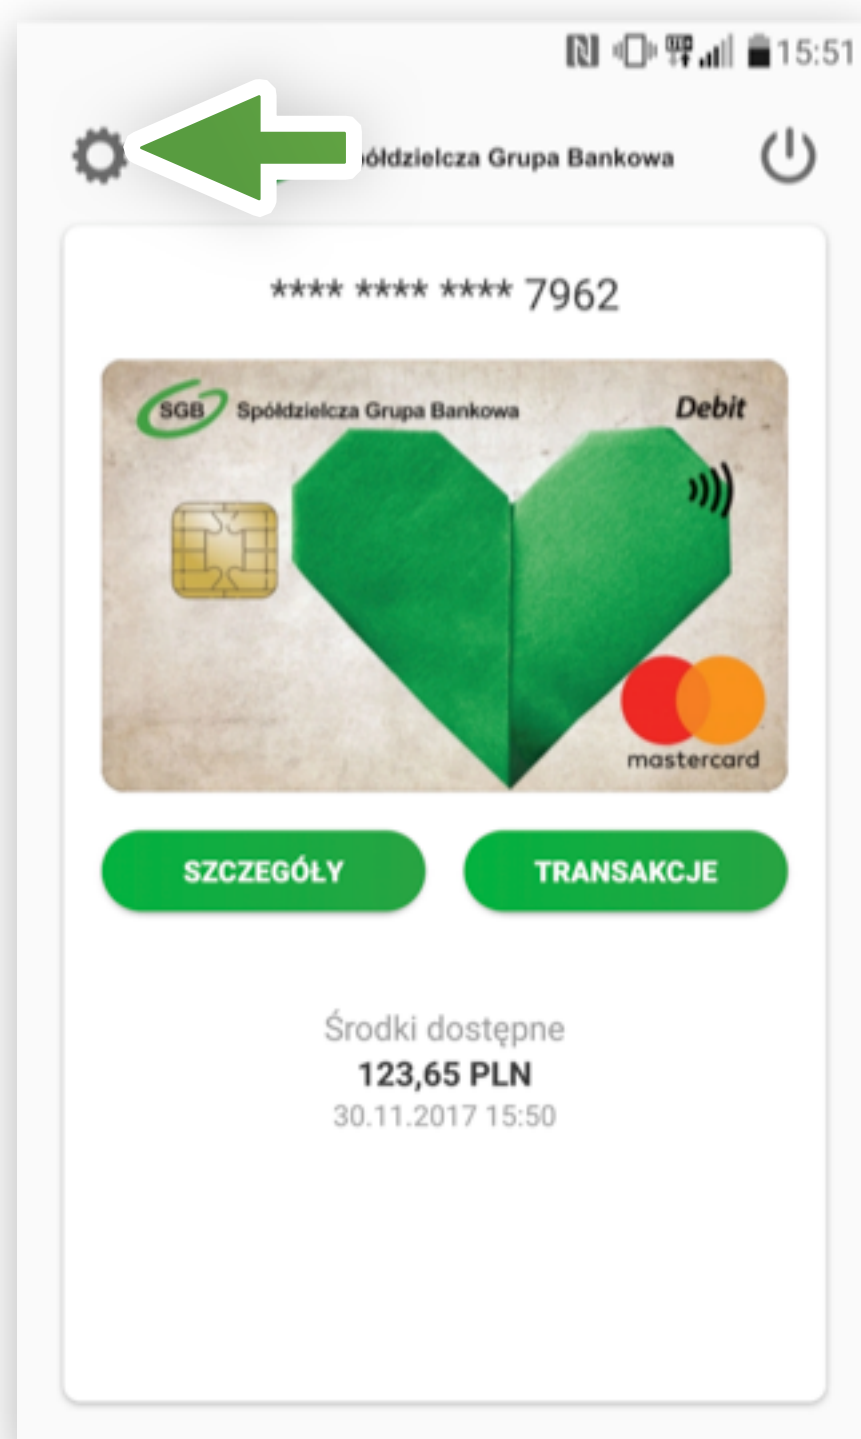 15:51
ółdzielcza Grupa Bankowa
**** **** **** 7962
SGB Spółdzielcza Grupa Bankowa
Debit
mastercard
SZCZEGÓŁY
TRANSAKCJE
Środki dostępne
123,65 PLN
30.11.2017 15:50